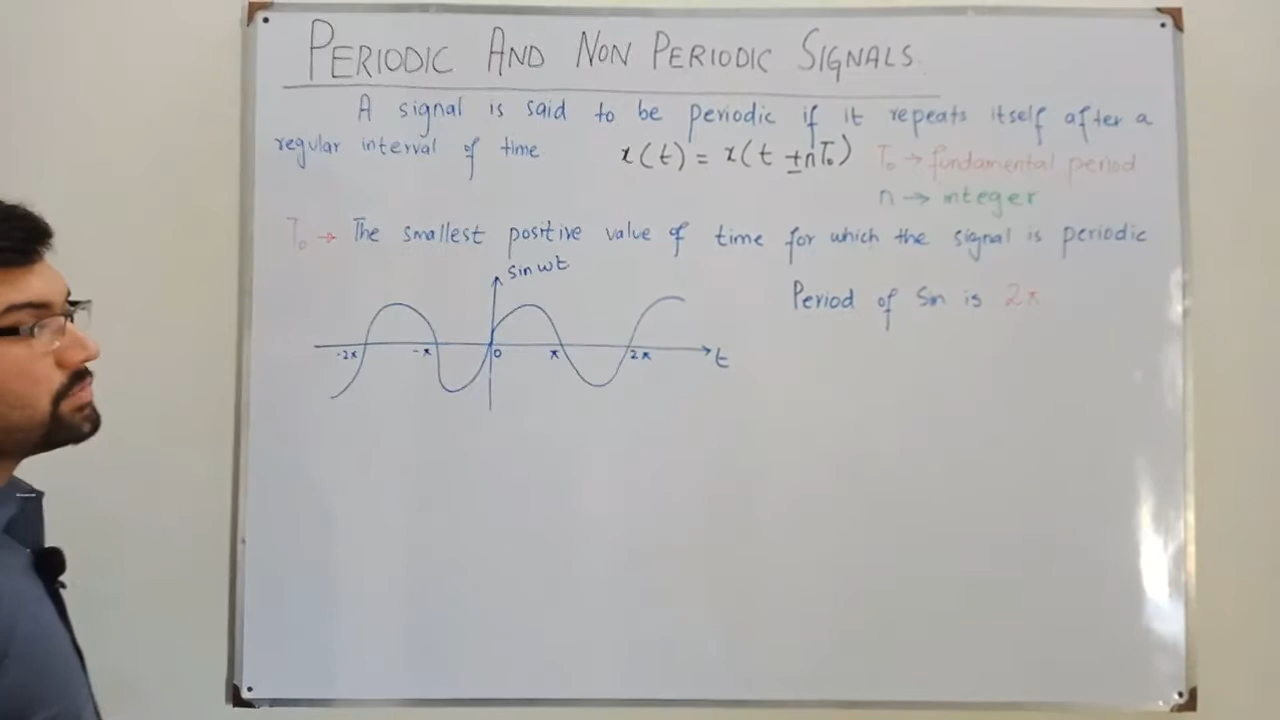 PERIODIC AND NON PERIODIC SIGNALS.
A signal is said to be periodic if it repeats itself after a
regular interval of time x(t) = x(t ± nT₀) T₀ → fundamental period
n → integer
T₀ → The smallest positive value of time for which the signal is periodic
sin ωt
Period of Sin is 2π
-2π -π 0 π 2π t